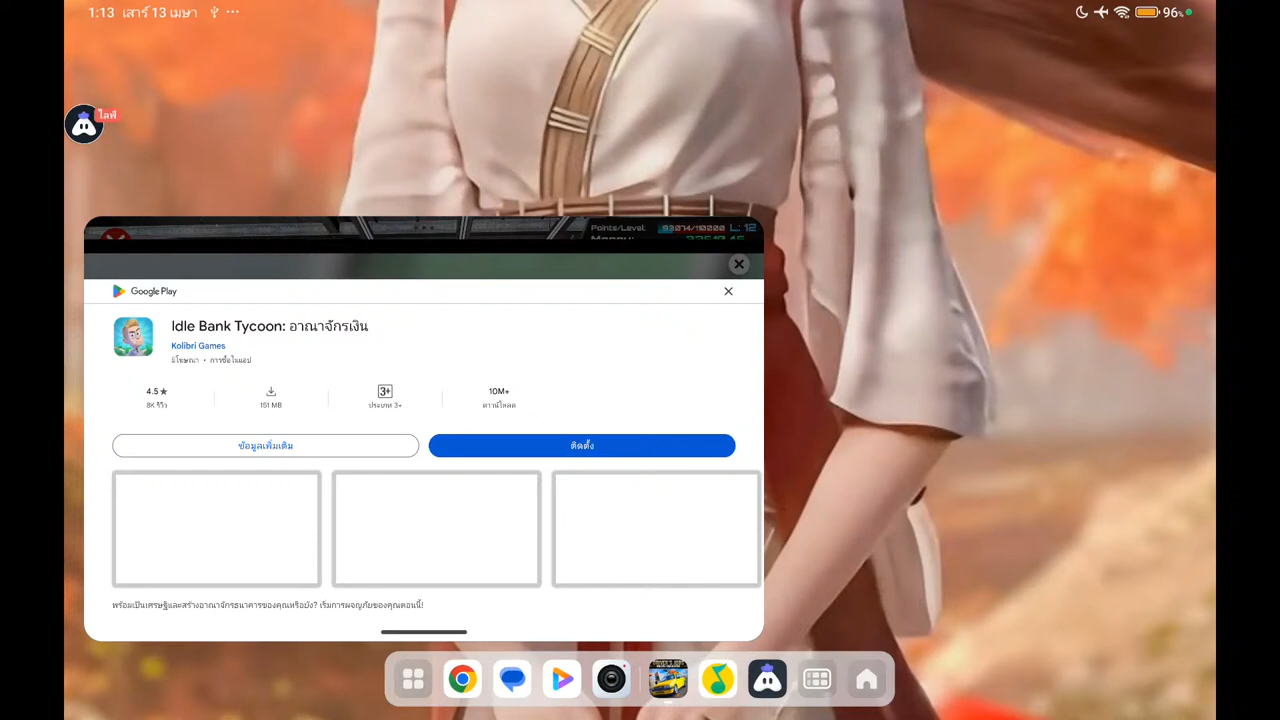 1:13 เสาร์ 13 เมษา
96%
ไลฟ์
Points/Level: 93074/110000 L: 12
Google Play
Idle Bank Tycoon: อาณาจักรเงิน
Kolibri Games
มีโฆษณา • การซื้อในแอป
4.5★
3+
10M+
8K รีวิว
151 MB
ประเภท 3+
ดาวน์โหลด
ข้อมูลเพิ่มเติม
ติดตั้ง
พร้อมเป็นเศรษฐีและสร้างอาณาจักรธนาคารของคุณหรือยัง? เริ่มการผจญภัยของคุณตอนนี้!